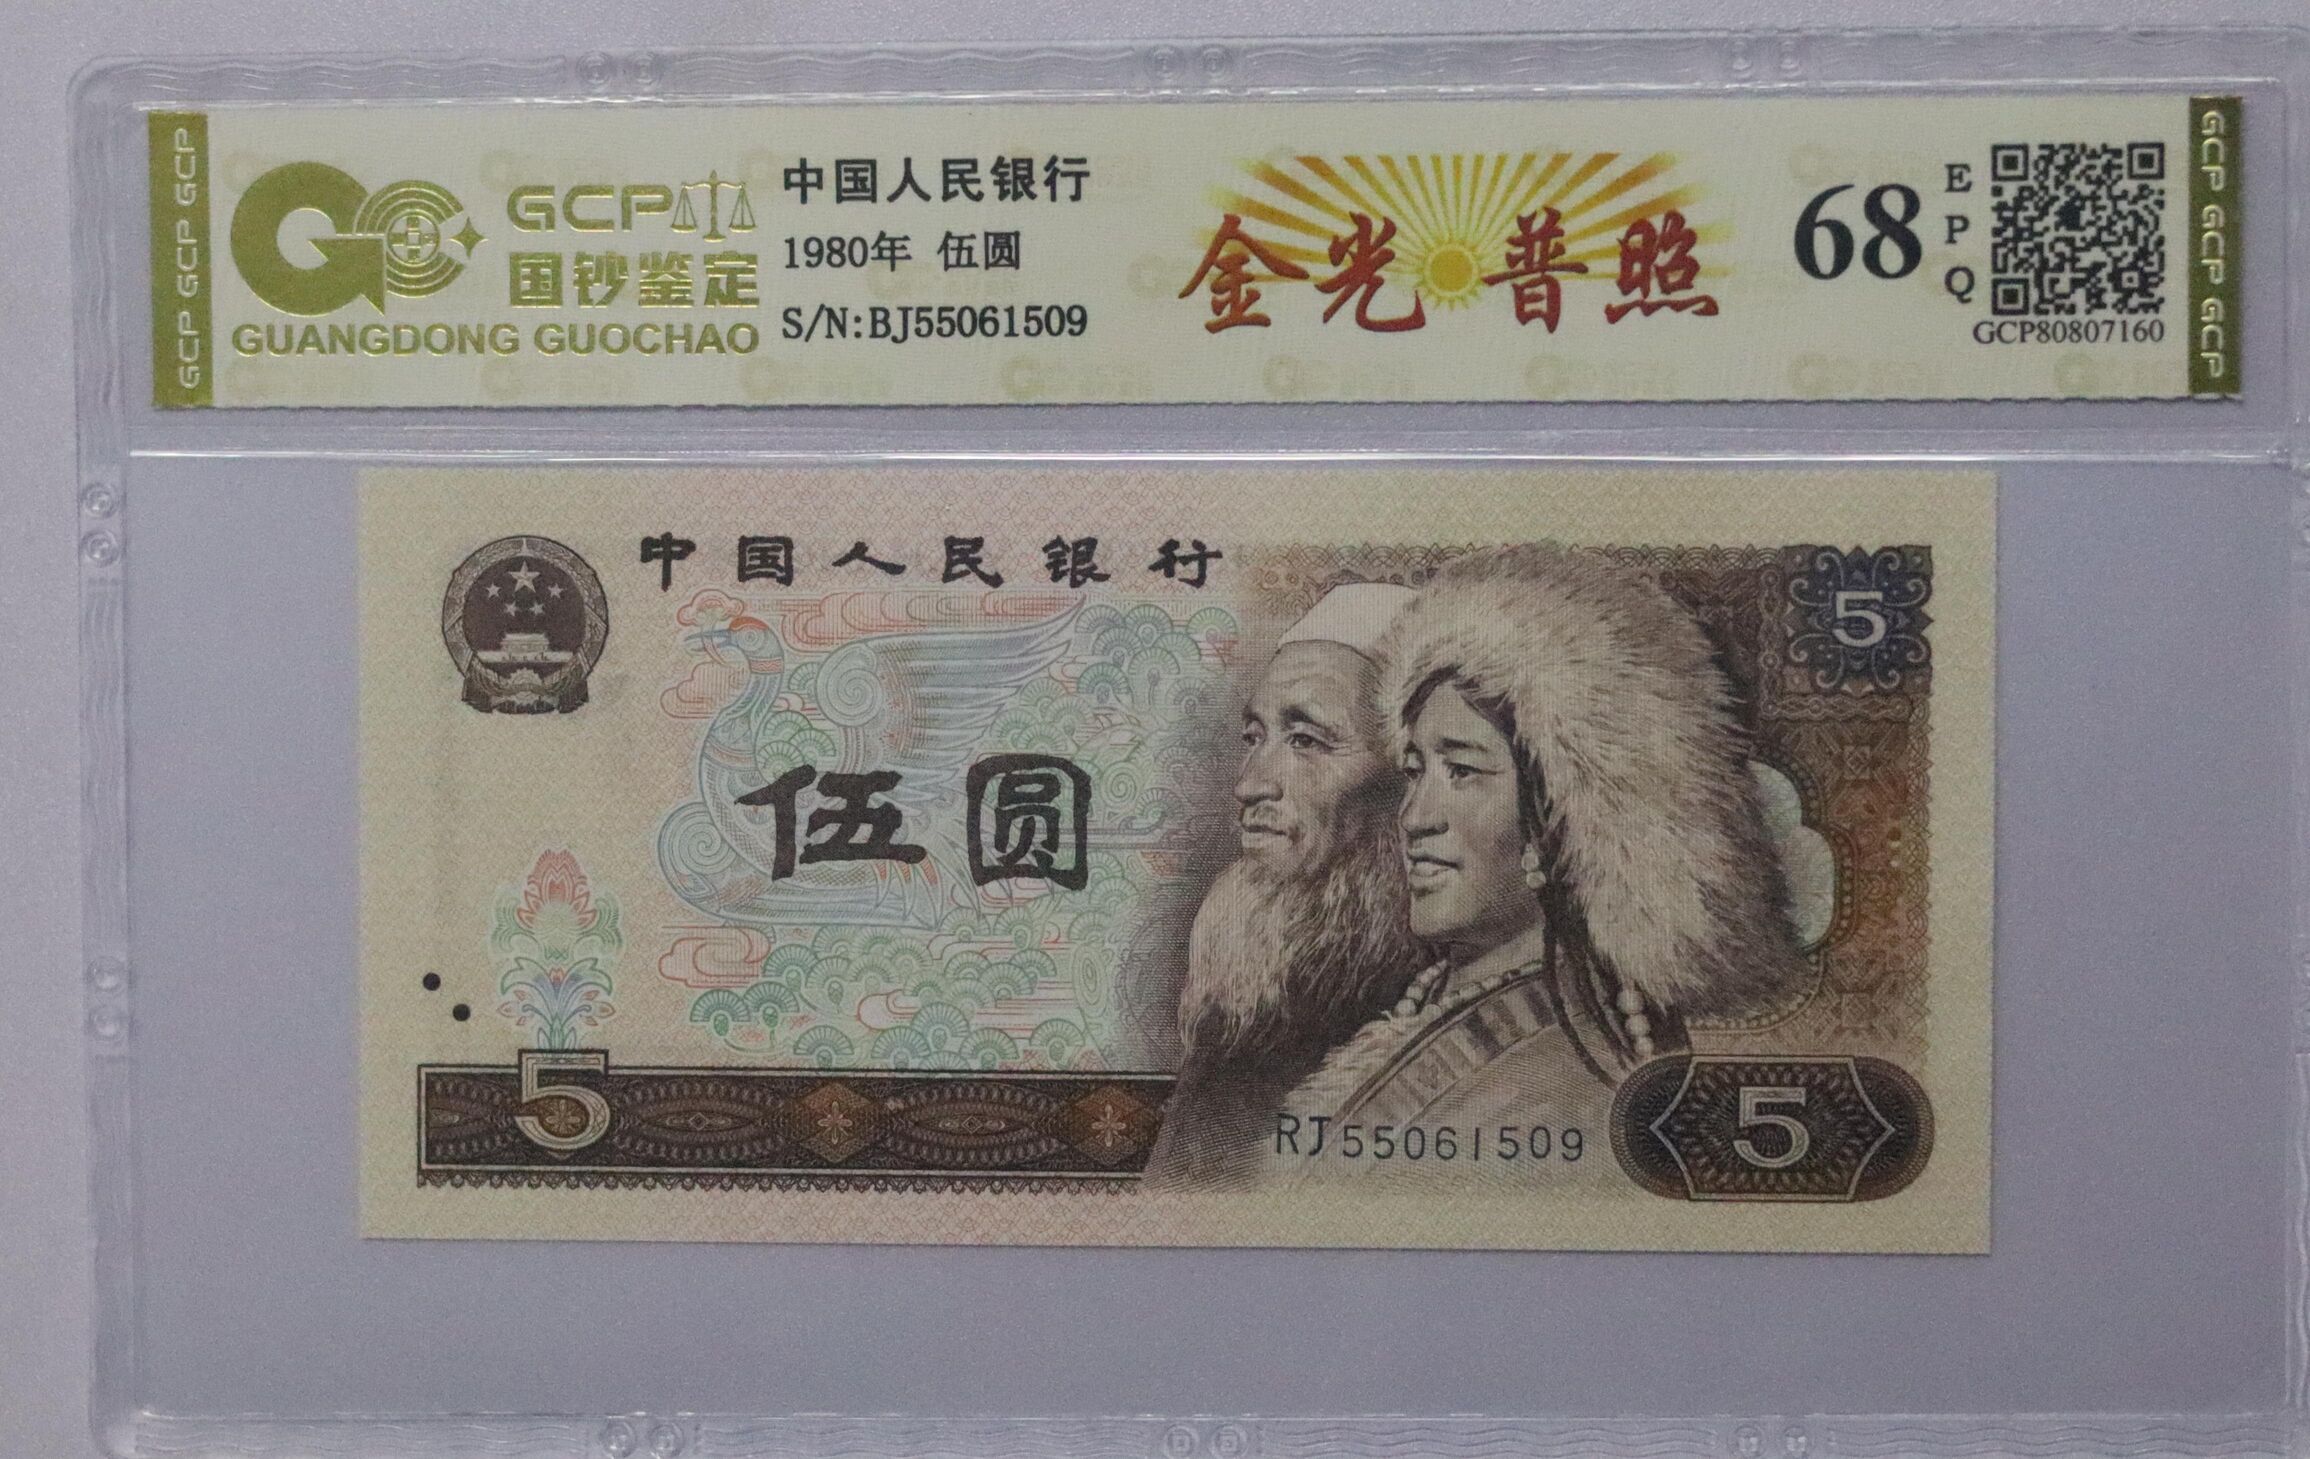 GCP GCP GCP
GCP
国钞鉴定
GUANGDONG GUOCHAO
中国人民银行
1980年 伍圆
S/N:BJ55061509
金光普照
68
EPQ
GCP80807160
GCP GCP GCP
中国人民银行
5
伍圆
5
RJ55061509
5